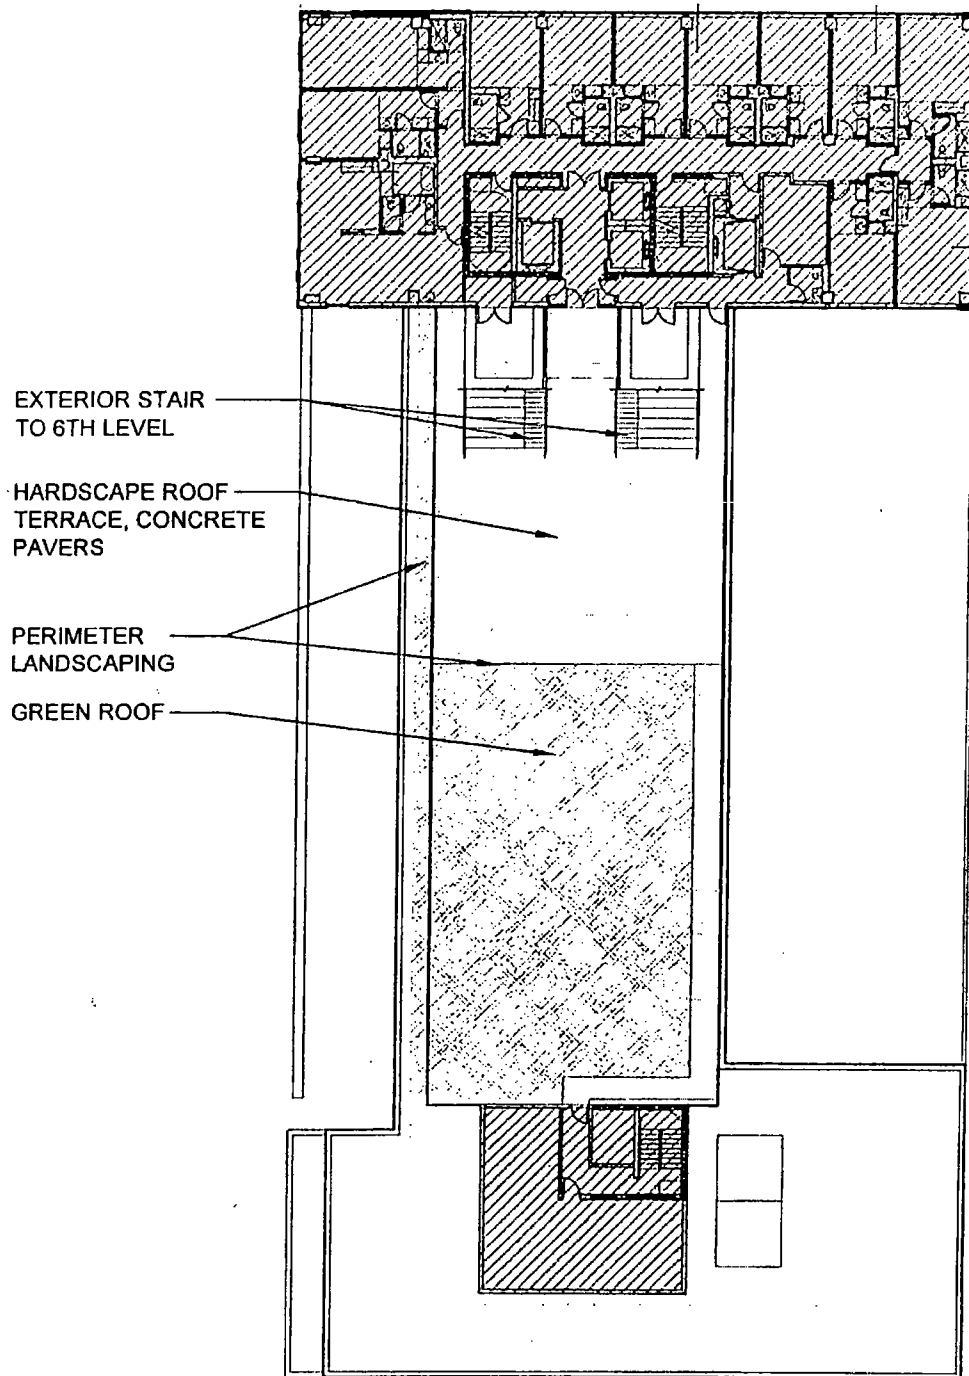 EXTERIOR STAIR
TO 6TH LEVEL
HARDSCAPE ROOF
TERRACE, CONCRETE
PAVERS
PERIMETER
LANDSCAPING
GREEN ROOF